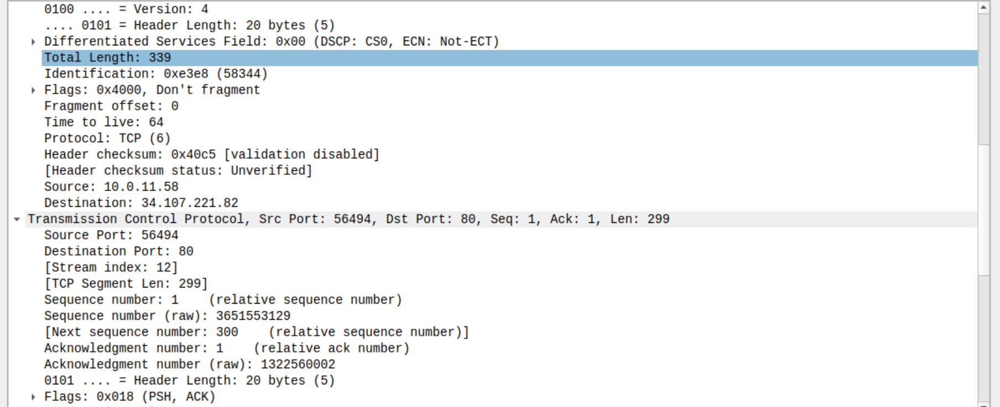 0100 .... = Version: 4
.... 0101 = Header Length: 20 bytes (5)
Differentiated Services Field: 0x00 (DSCP: CS0, ECN: Not-ECT)
Total Length: 339
Identification: 0xe3e8 (58344)
Flags: 0x4000, Don't fragment
Fragment offset: 0
Time to live: 64
Protocol: TCP (6)
Header checksum: 0x40c5 [validation disabled]
[Header checksum status: Unverified]
Source: 10.0.11.58
Destination: 34.107.221.82
Transmission Control Protocol, Src Port: 56494, Dst Port: 80, Seq: 1, Ack: 1, Len: 299
Source Port: 56494
Destination Port: 80
[Stream index: 12]
[TCP Segment Len: 299]
Sequence number: 1    (relative sequence number)
Sequence number (raw): 3651553129
[Next sequence number: 300    (relative sequence number)]
Acknowledgment number: 1    (relative ack number)
Acknowledgment number (raw): 1322560002
0101 .... = Header Length: 20 bytes (5)
Flags: 0x018 (PSH, ACK)